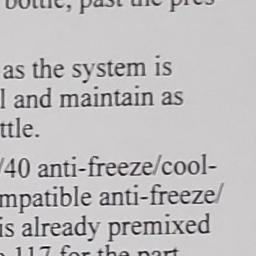 bottle, past the pres
as the system is
l and maintain as
ttle.
/40 anti-freeze/cool-
mpatible anti-freeze/
is already premixed
117 for the part